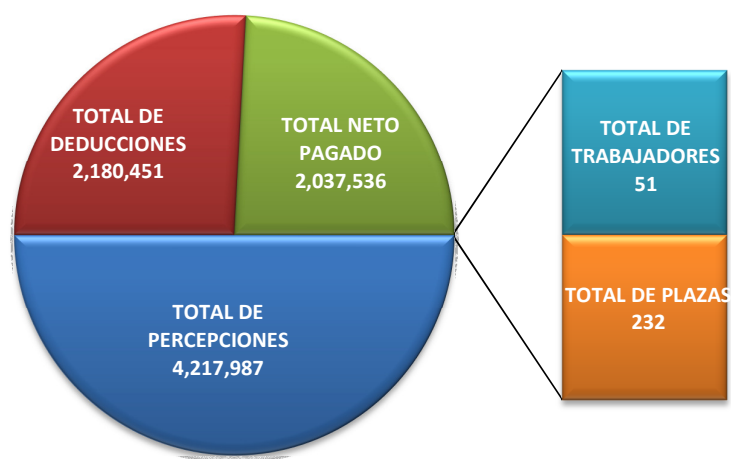 TOTAL DE
DEDUCCIONES
2,180,451
TOTAL NETO
PAGADO
2,037,536
TOTAL DE
PERCEPCIONES
4,217,987
TOTAL DE
TRABAJADORES
51
TOTAL DE PLAZAS
232